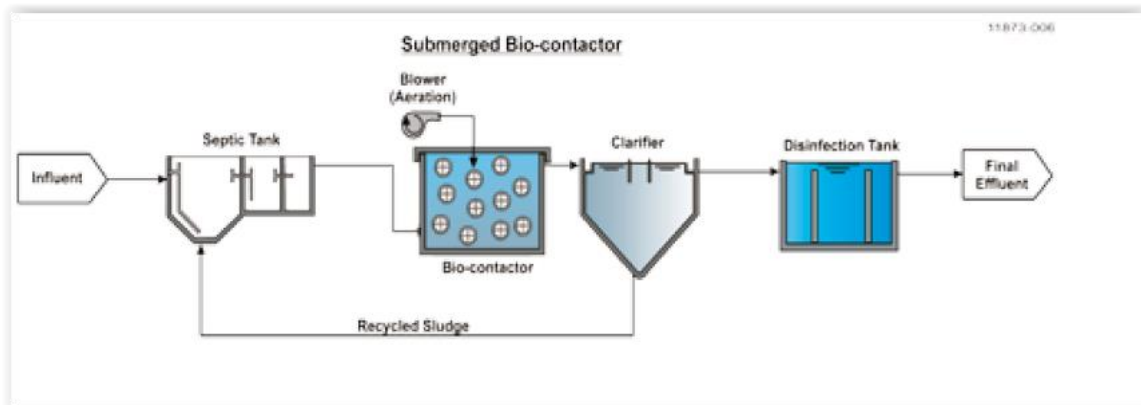 11873-006
Submerged Bio-contactor
Blower
(Aeration)
Septic Tank
Clarifier
Disinfection Tank
Influent
Final
Effluent
Bio-contactor
Recycled Sludge